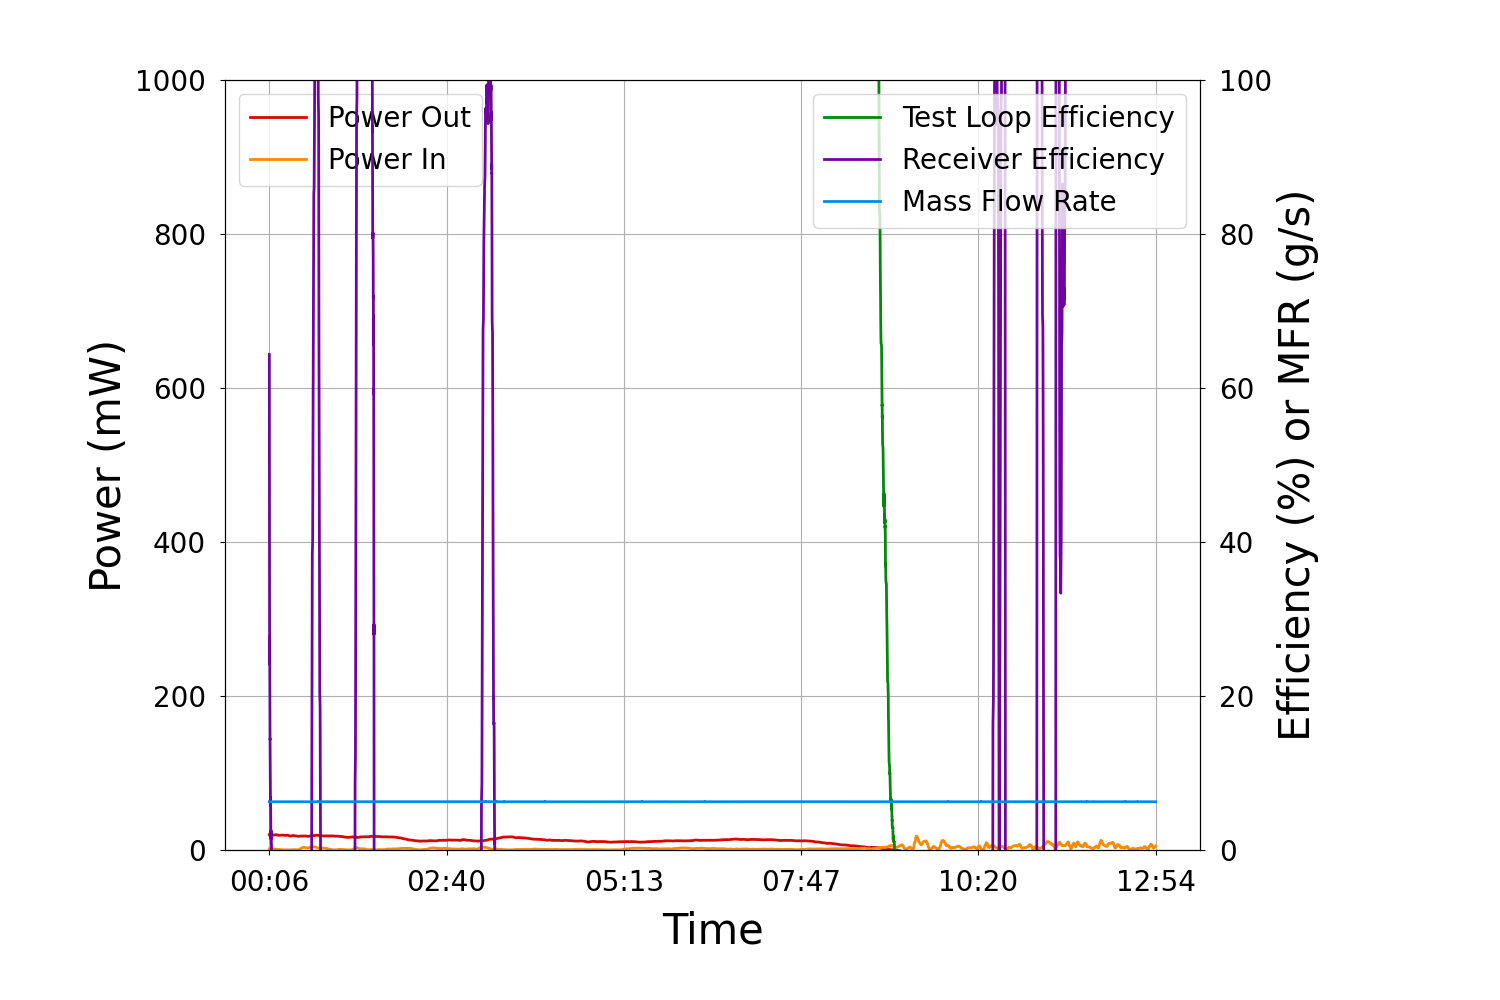 1000
800
600
400
200
0
Power (mW)
Power Out
Power In
Test Loop Efficiency
Receiver Efficiency
Mass Flow Rate
100
80
60
40
20
0
Efficiency (%) or MFR (g/s)
00:06
02:40
05:13
07:47
10:20
12:54
Time